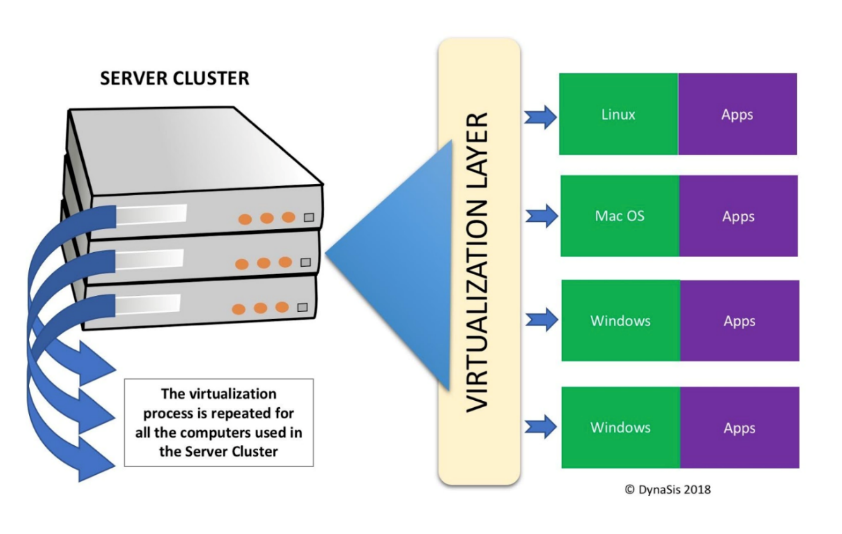 SERVER CLUSTER
The virtualization
process is repeated for
all the computers used in
the Server Cluster
VIRTUALIZATION LAYER
Linux Apps
Mac OS Apps
Windows Apps
Windows Apps
© DynaSis 2018